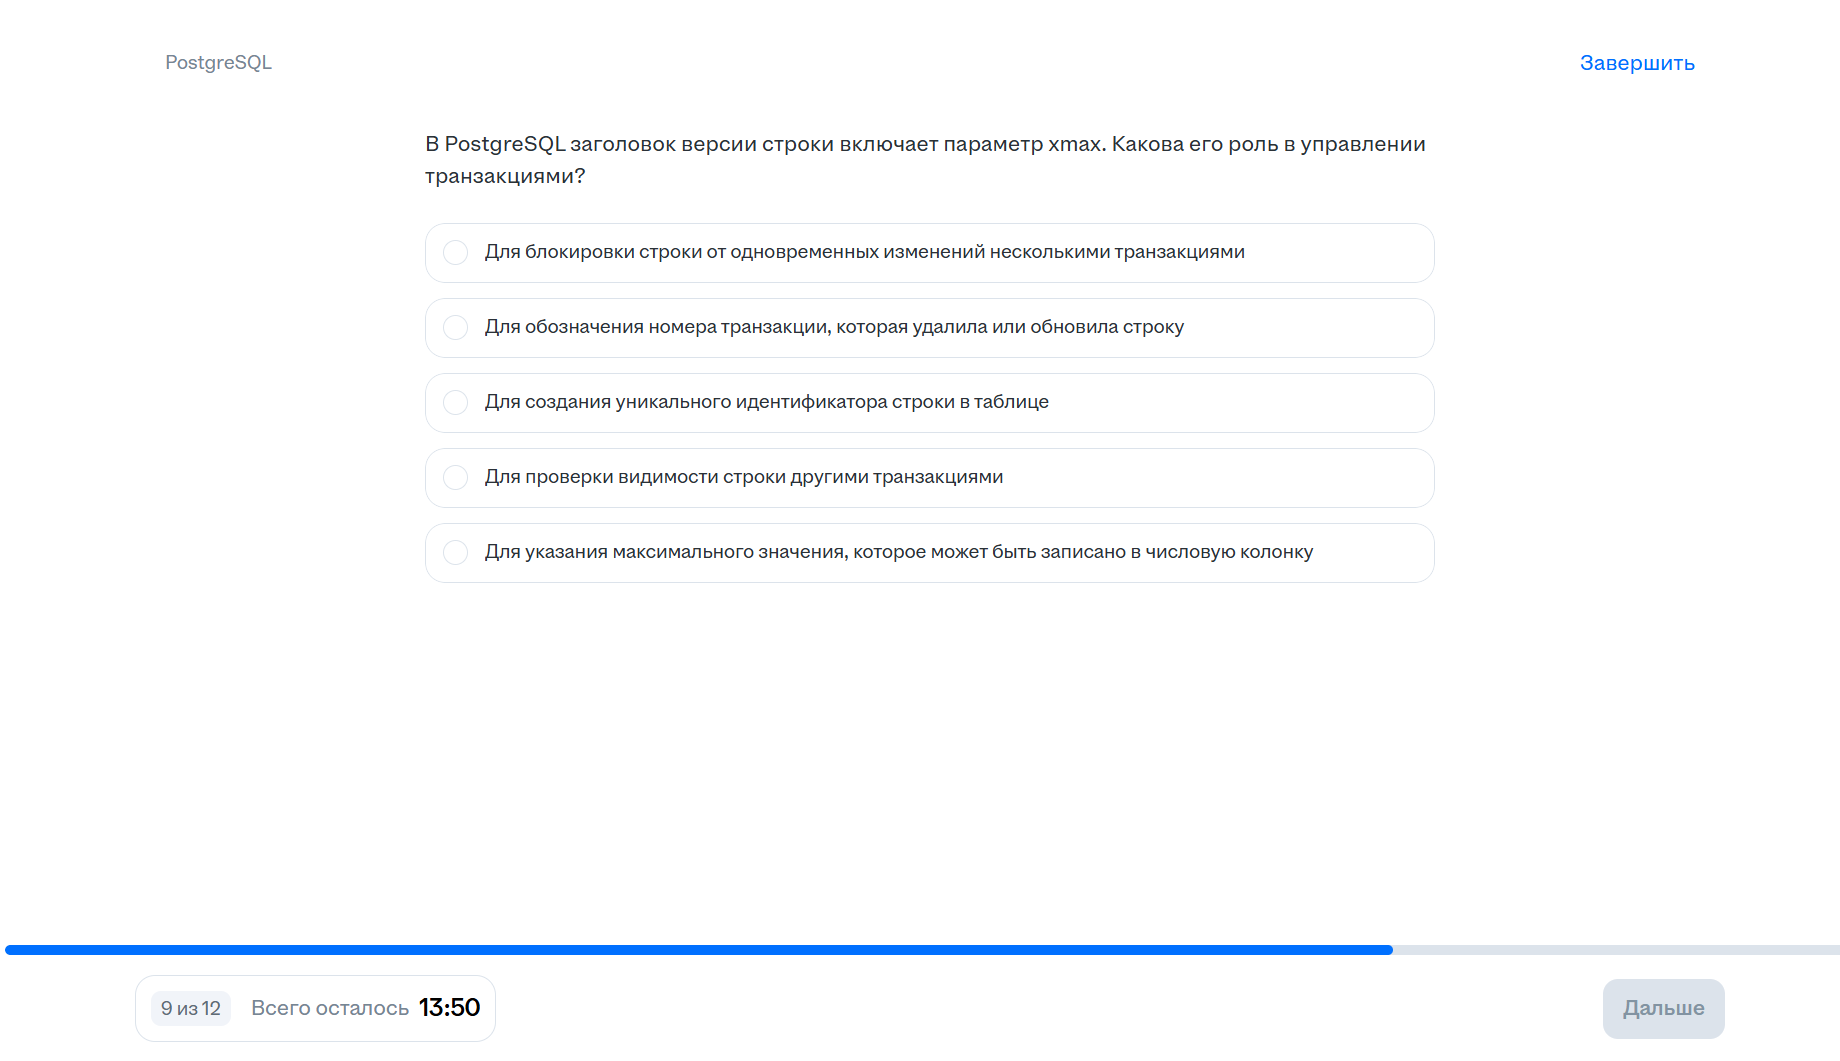 PostgreSQL
Завершить
В PostgreSQL заголовок версии строки включает параметр xmax. Какова его роль в управлении
транзакциями?
Для блокировки строки от одновременных изменений несколькими транзакциями
Для обозначения номера транзакции, которая удалила или обновила строку
Для создания уникального идентификатора строки в таблице
Для проверки видимости строки другими транзакциями
Для указания максимального значения, которое может быть записано в числовую колонку
9 из 12
Всего осталось 13:50
Дальше